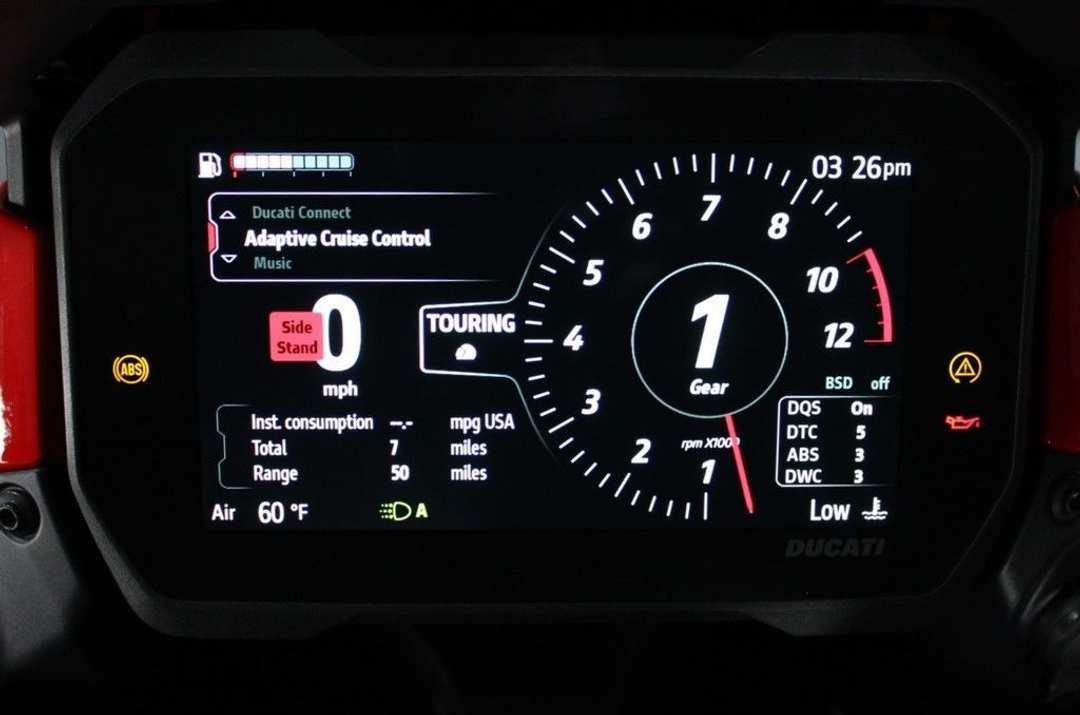 03 26pm
Ducati Connect
Adaptive Cruise Control
Music
Side
Stand
0
mph
TOURING
7
6
8
5
10
4
12
3
2
1
rpm X1000
1
Gear
BSD off
DQS On
DTC 5
ABS 3
DWC 3
Inst. consumption --.- mpg USA
Total 7 miles
Range 50 miles
Air 60 °F
A
Low
ABS
DUCATI